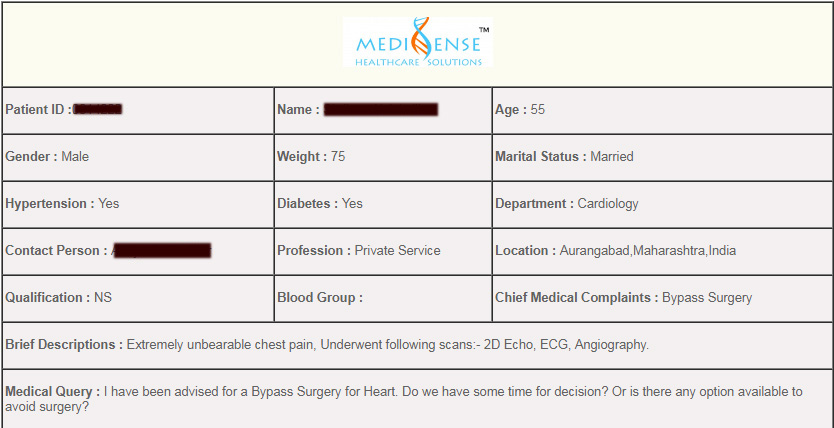 MEDISENSE™
HEALTHCARE SOLUTIONS
Patient ID :
Name :
Age : 55
Gender : Male
Weight : 75
Marital Status : Married
Hypertension : Yes
Diabetes : Yes
Department : Cardiology
Contact Person :
Profession : Private Service
Location : Aurangabad,Maharashtra,India
Qualification : NS
Blood Group :
Chief Medical Complaints : Bypass Surgery
Brief Descriptions : Extremely unbearable chest pain, Underwent following scans:- 2D Echo, ECG, Angiography.
Medical Query : I have been advised for a Bypass Surgery for Heart. Do we have some time for decision? Or is there any option available to
avoid surgery?